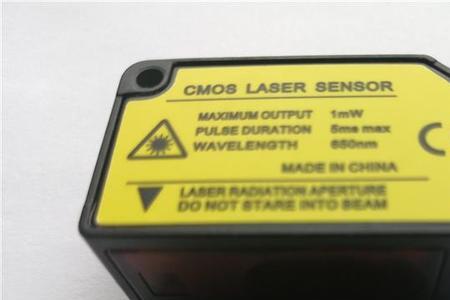 CMOS LASER SENSOR
MAXIMUM OUTPUT 1mW
PULSE DURATION 5ms max
WAVELENGTH 650nm
MADE IN CHINA
LASER RADIATION APERTURE
DO NOT STARE INTO BEAM